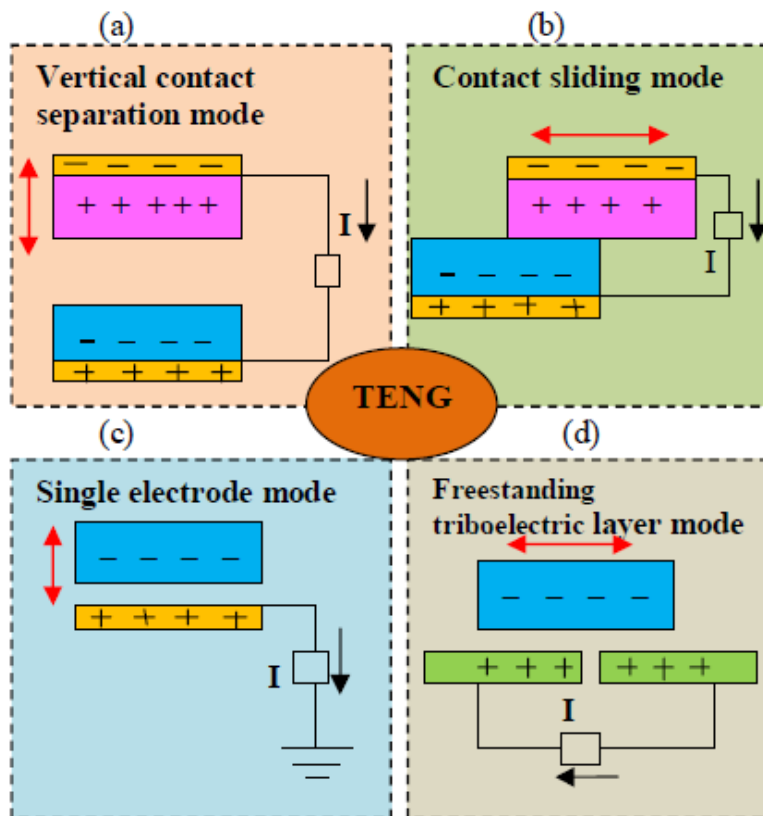 (a)
Vertical contact
separation mode
— — — —
+ + + + +
I
- — — —
+ + + +
(b)
Contact sliding mode
— — — —
+ + + +
I
- — — —
+ + + +
TENG
(c)
Single electrode mode
— — — —
+ + + +
I
(d)
Freestanding
triboelectric layer mode
— — — —
+ + + + + +
I